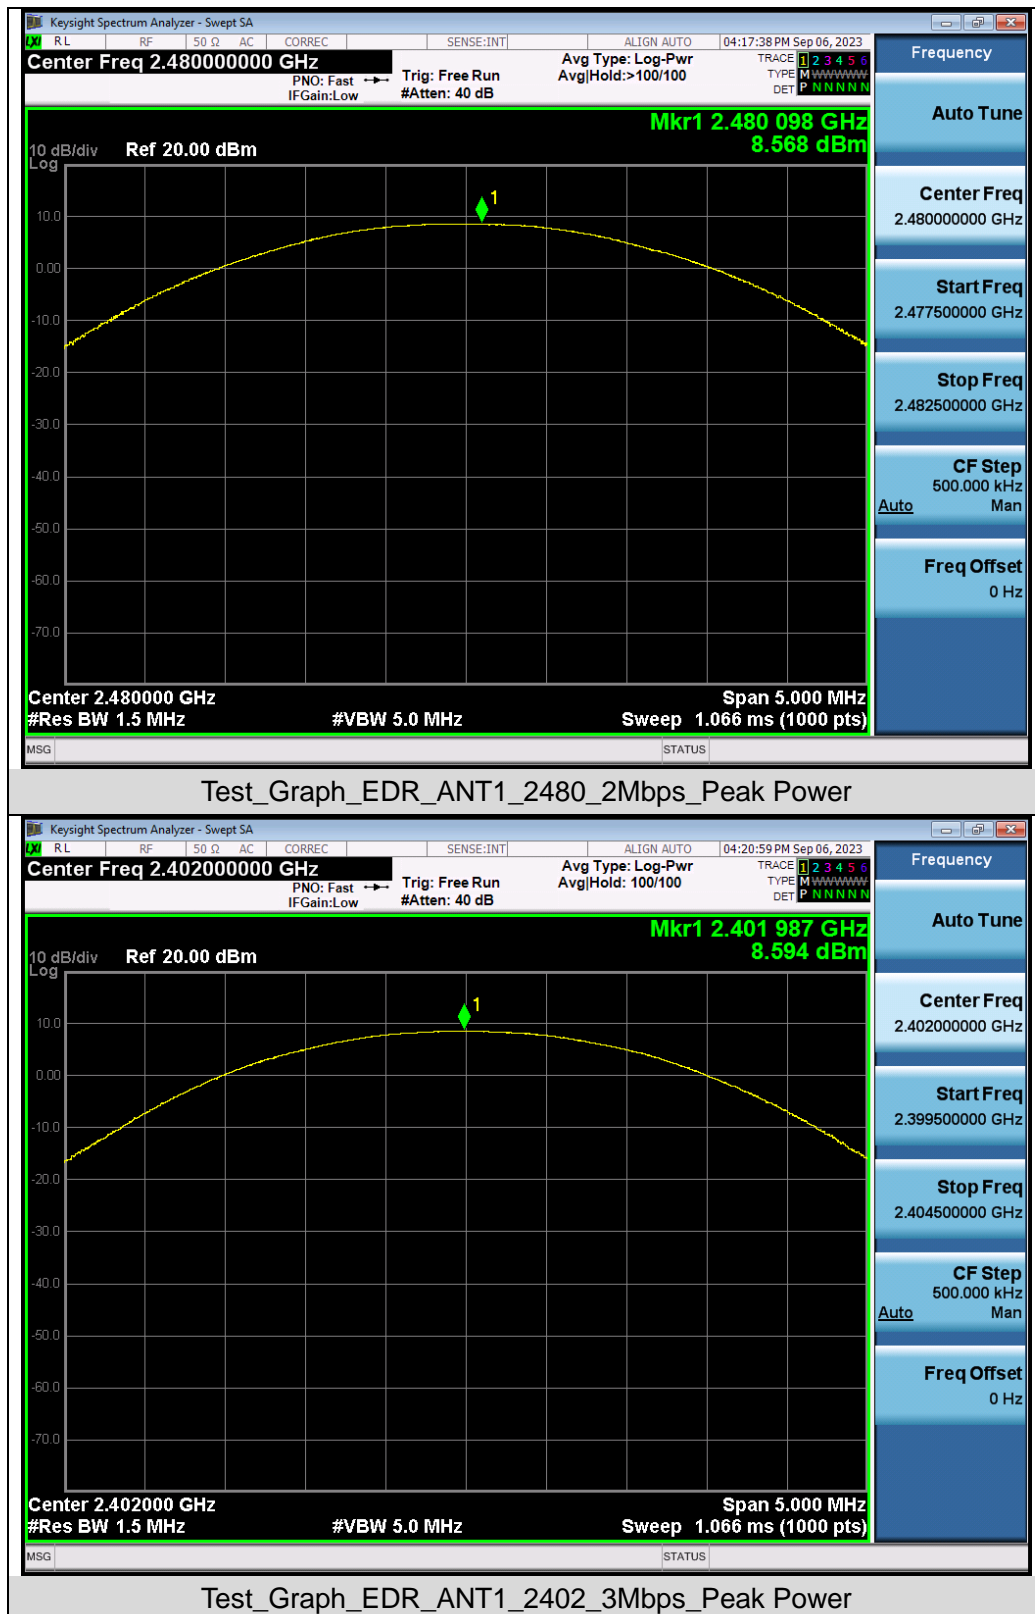 Keysight Spectrum Analyzer - Swept SA
LXI RL RF 50 Ω AC CORREC SENSE:INT ALIGN AUTO 04:17:38 PM Sep 06, 2023
Center Freq 2.480000000 GHz
PNO: Fast
IFGain:Low
Trig: Free Run
#Atten: 40 dB
Avg Type: Log-Pwr
Avg|Hold:>100/100
TRACE 1 2 3 4 5 6
TYPE M W W W W W
DET P N N N N N
Mkr1 2.480 098 GHz
8.568 dBm
10 dB/div Ref 20.00 dBm
Log
1
10.0
0.00
-10.0
-20.0
-30.0
-40.0
-50.0
-60.0
-70.0
Center 2.480000 GHz Span 5.000 MHz
#Res BW 1.5 MHz #VBW 5.0 MHz Sweep 1.066 ms (1000 pts)
MSG STATUS
Frequency
Auto Tune
Center Freq
2.480000000 GHz
Start Freq
2.477500000 GHz
Stop Freq
2.482500000 GHz
CF Step
500.000 kHz
Auto Man
Freq Offset
0 Hz
Test_Graph_EDR_ANT1_2480_2Mbps_Peak Power
Keysight Spectrum Analyzer - Swept SA
LXI RL RF 50 Ω AC CORREC SENSE:INT ALIGN AUTO 04:20:59 PM Sep 06, 2023
Center Freq 2.402000000 GHz
PNO: Fast
IFGain:Low
Trig: Free Run
#Atten: 40 dB
Avg Type: Log-Pwr
Avg|Hold: 100/100
TRACE 1 2 3 4 5 6
TYPE M W W W W W
DET P N N N N N
Mkr1 2.401 987 GHz
8.594 dBm
10 dB/div Ref 20.00 dBm
Log
1
10.0
0.00
-10.0
-20.0
-30.0
-40.0
-50.0
-60.0
-70.0
Center 2.402000 GHz Span 5.000 MHz
#Res BW 1.5 MHz #VBW 5.0 MHz Sweep 1.066 ms (1000 pts)
MSG STATUS
Frequency
Auto Tune
Center Freq
2.402000000 GHz
Start Freq
2.399500000 GHz
Stop Freq
2.404500000 GHz
CF Step
500.000 kHz
Auto Man
Freq Offset
0 Hz
Test_Graph_EDR_ANT1_2402_3Mbps_Peak Power